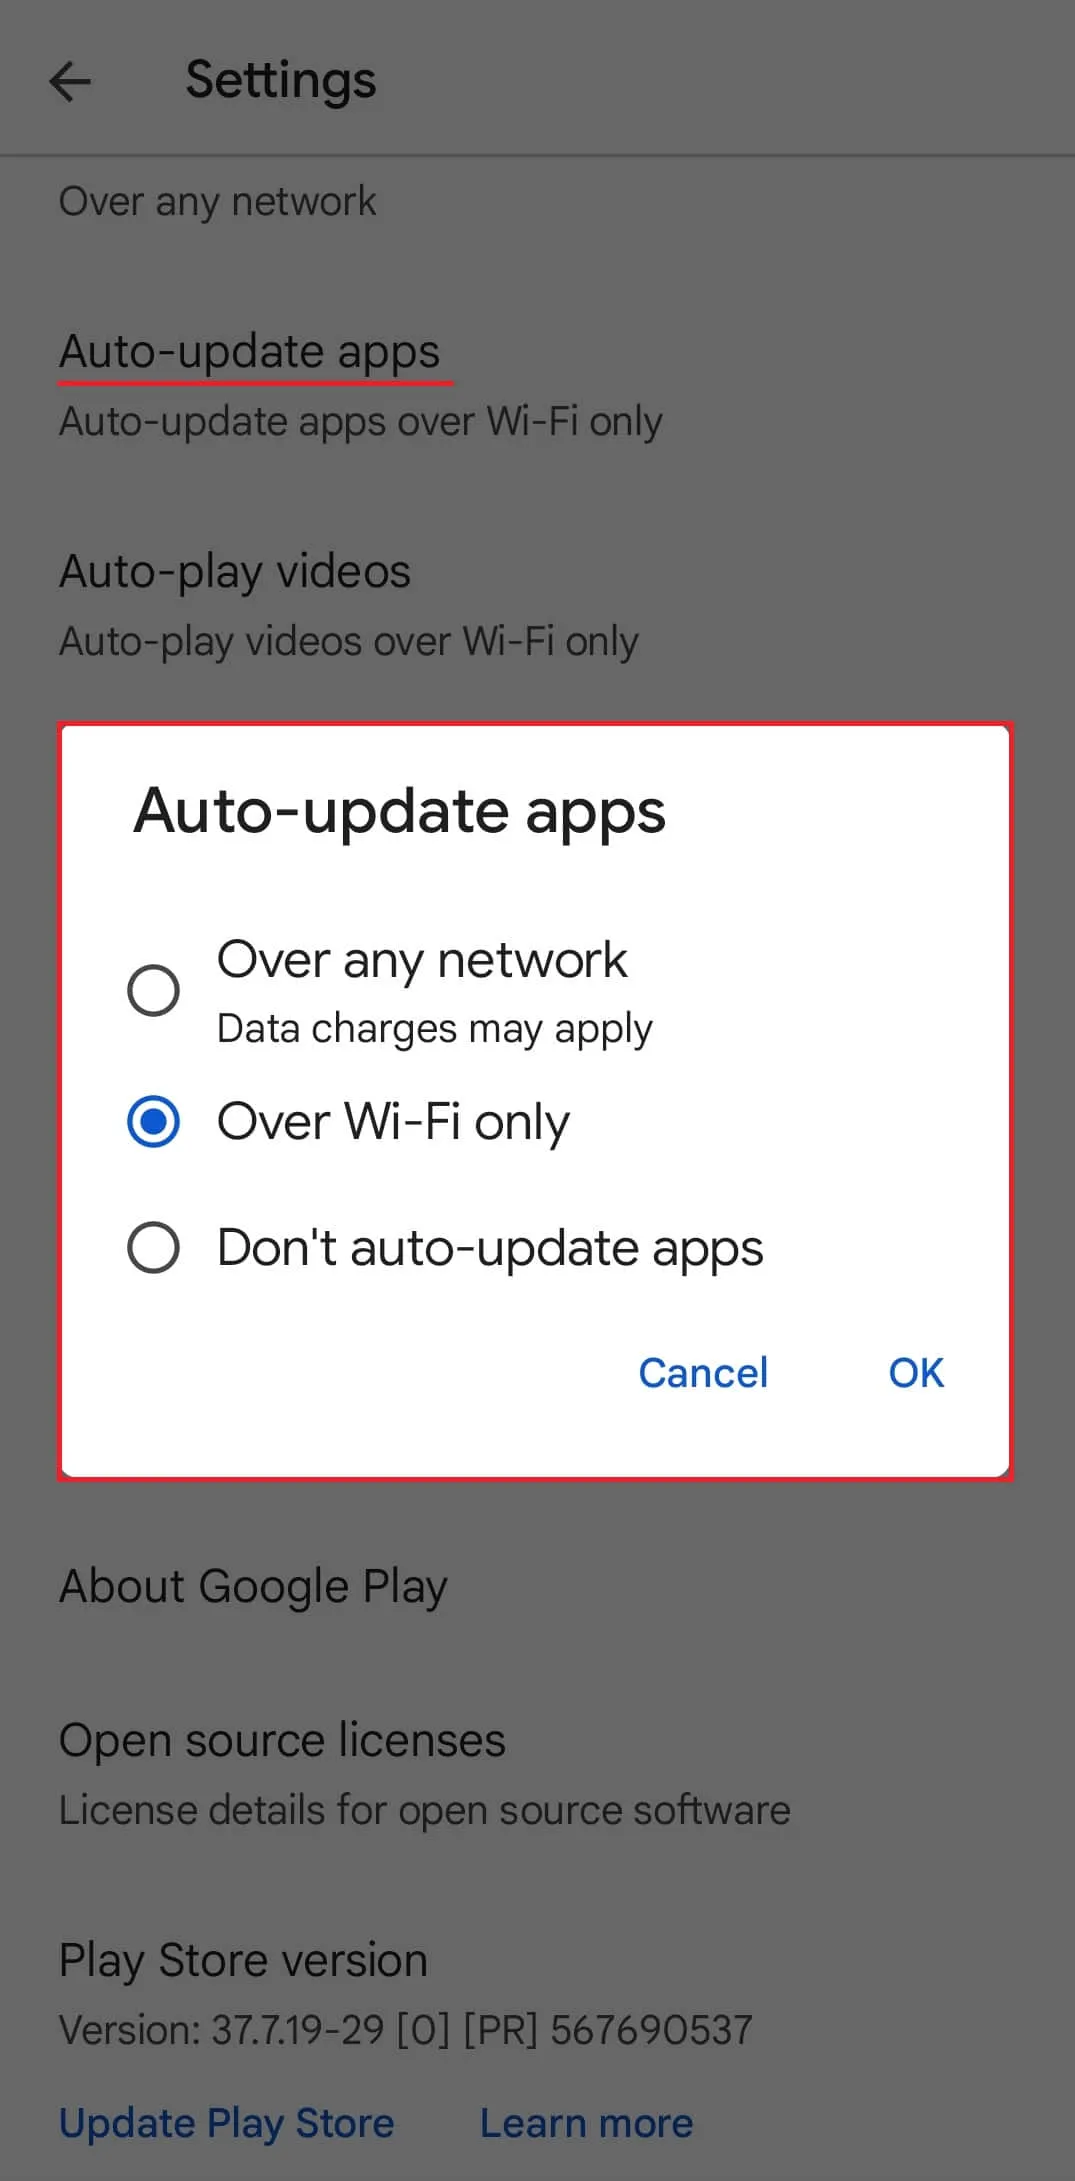 Settings
Over any network
Auto-update apps
Auto-update apps over Wi-Fi only
Auto-play videos
Auto-play videos over Wi-Fi only
Auto-update apps
Over any network
Data charges may apply
Over Wi-Fi only
Don't auto-update apps
Cancel OK
About Google Play
Open source licenses
License details for open source software
Play Store version
Version: 37.7.19-29 [0] [PR] 567690537
Update Play Store Learn more